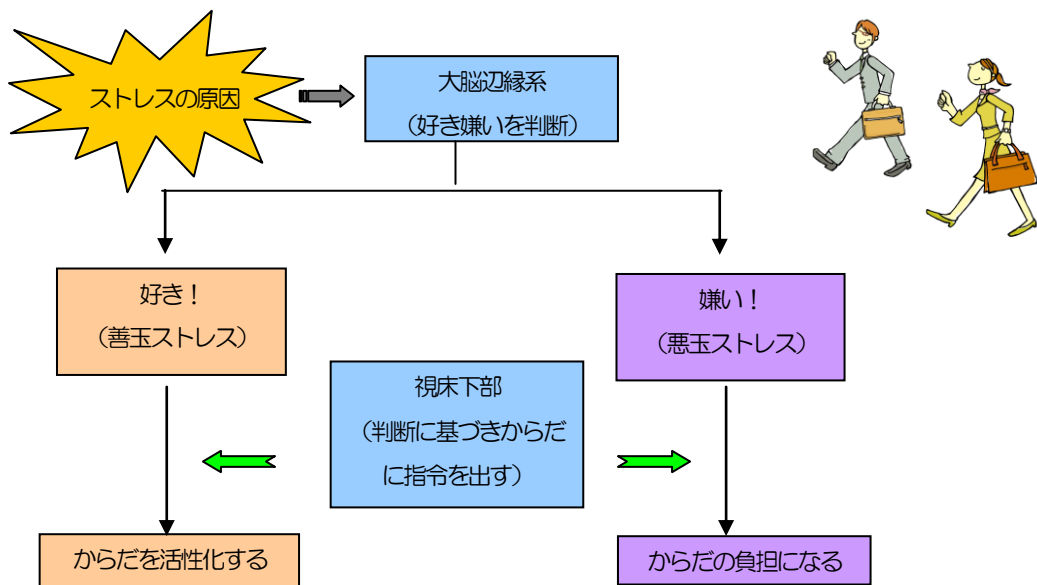 ストレスの原因
大脳辺縁系
（好き嫌いを判断）
好き！
（善玉ストレス）
嫌い！
（悪玉ストレス）
視床下部
（判断に基づきからだ
に指令を出す）
からだを活性化する
からだの負担になる